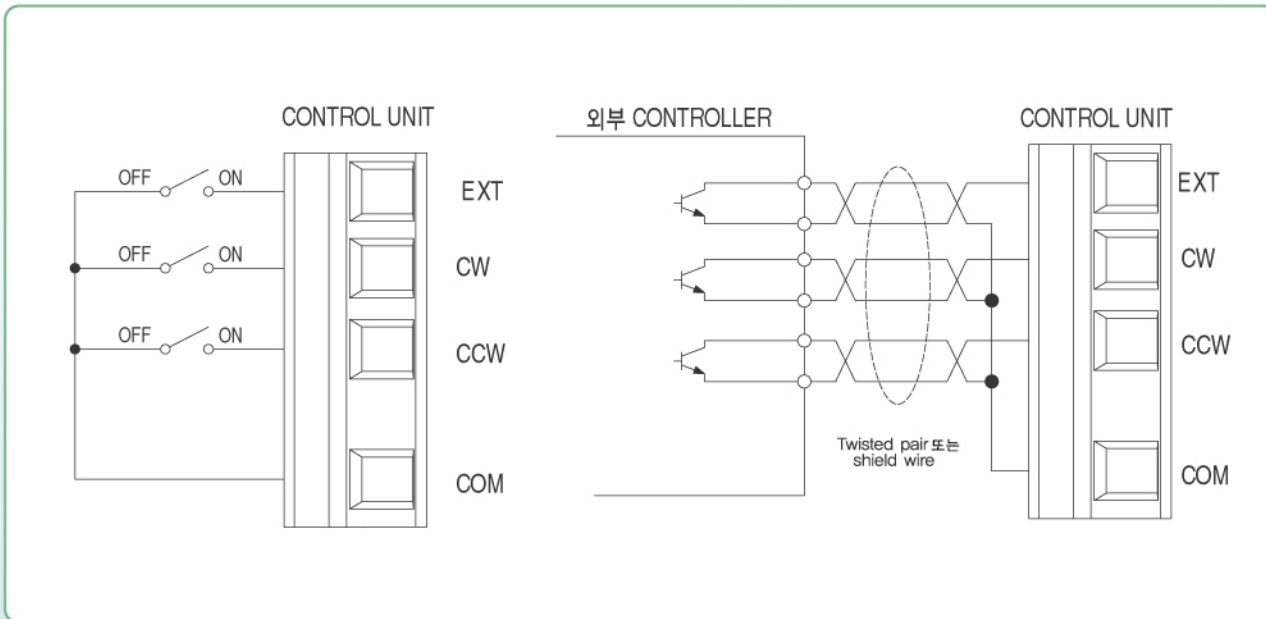 CONTROL UNIT
OFF ON
EXT
OFF ON
CW
OFF ON
CCW
COM
외부 CONTROLLER
Twisted pair 또는
shield wire
CONTROL UNIT
EXT
CW
CCW
COM